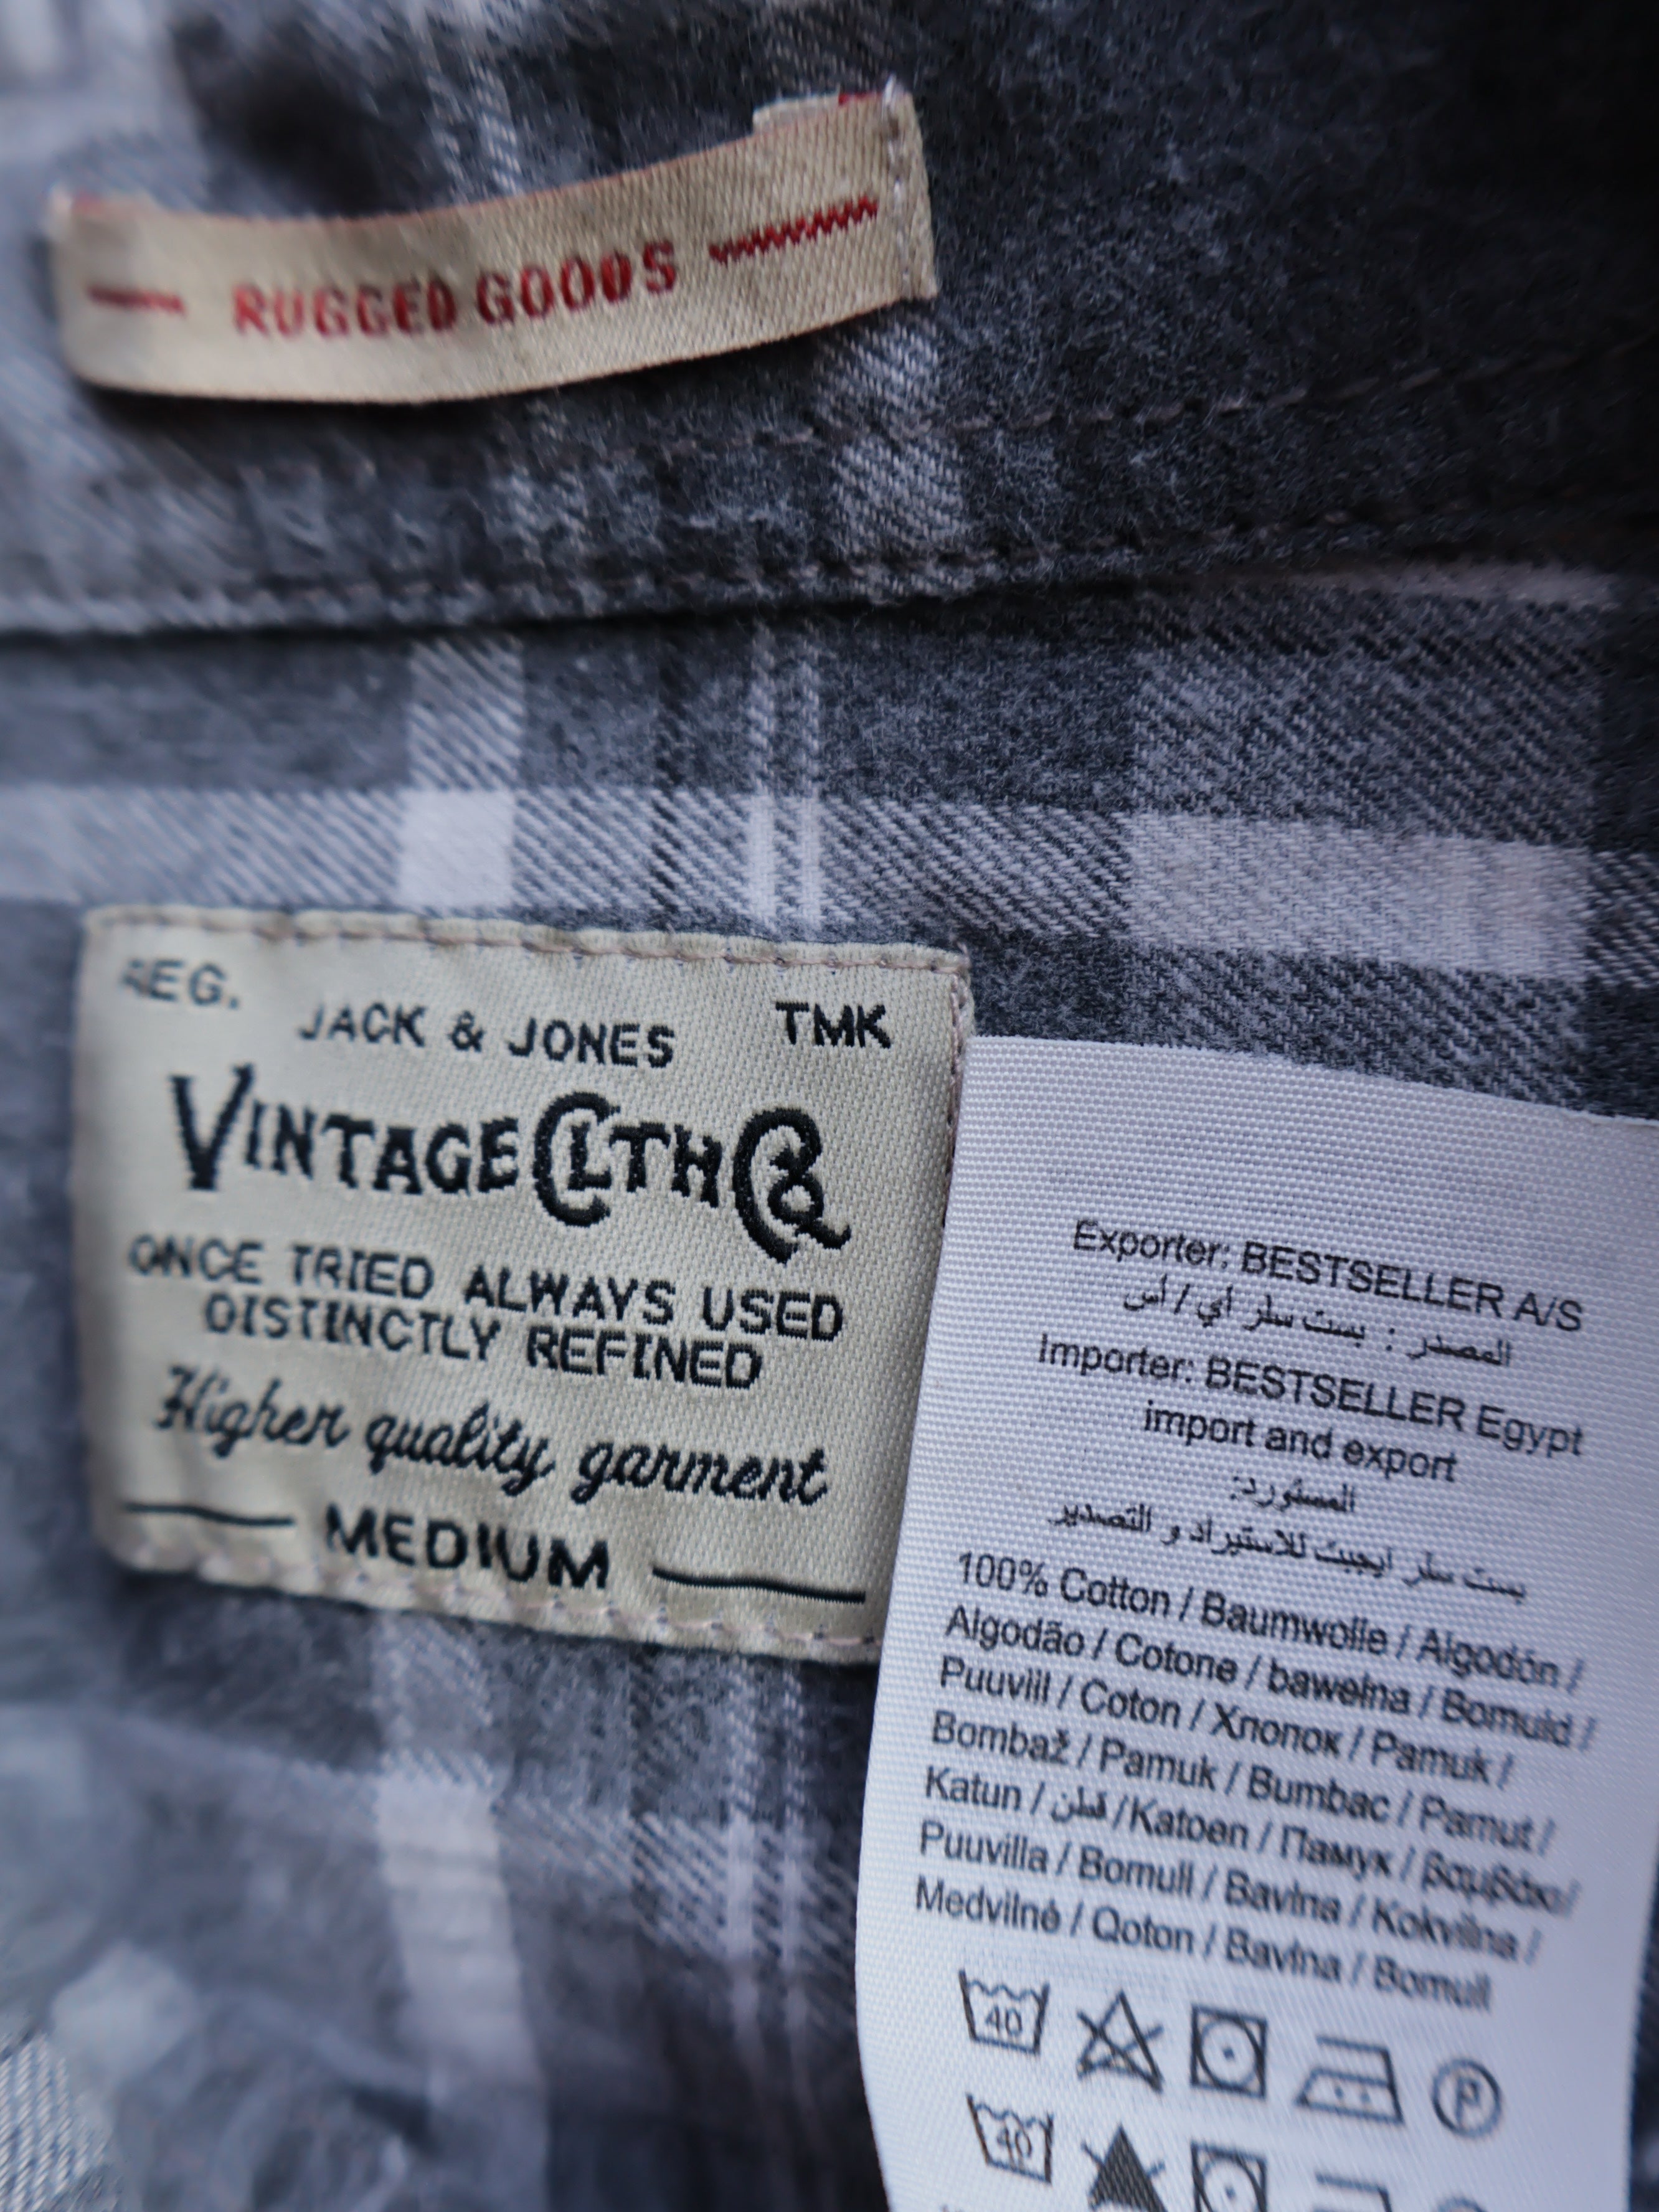 RUGGED GOODS
REG.
JACK & JONES
TMK
VINTAGE CLTH Co
ONCE TRIED ALWAYS USED
DISTINCTLY REFINED
Higher quality garment
MEDIUM
Exporter: BESTSELLER A/S
المصدر : بست سلر أي / أس
Importer: BESTSELLER Egypt
import and export
المستورد:
بست سلر ايجيبت للاستيراد و التصدير
100% Cotton / Baumwolle / Algodón /
Algodão / Cotone / bawełna / Bomuld /
Puuvill / Coton / Хлопок / Pamuk /
Bombaž / Pamuk / Bumbac / Pamut /
Katun / قطن /Katoen / Памук / βαμβάκι/
Puuvilla / Bomull / Bavlna / Kokvilna /
Medvilnė / Qoton / Bavlna / Bomull
40
P
40